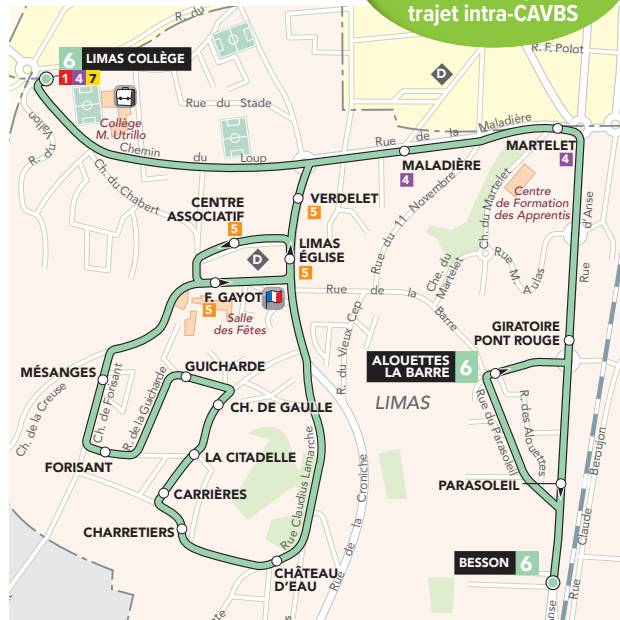 trajet intra-CAVBS
R. du
R. F. Polot
D
6 LIMAS COLLÈGE
1 4 7
Collège
M. Utrillo
Rue du Stade
Rue de la Maladière
MARTELET
4
R. du Vallon
Chemin du Loup
MALADIÈRE
4
Ch. du Chabert
CENTRE
ASSOCIATIF
5
VERDELET
5
Rue du 11 Novembre
Ch. du Martelet
Centre
de Formation
des Apprentis
Rue d'Anse
D
LIMAS
ÉGLISE
5
Che. du
Martelet
Rue M. Aulas
F. GAYOT
5
Salle
des Fêtes
Rue de la Barre
R. du Vieux Cep
GIRATOIRE
PONT ROUGE
MÉSANGES
GUICHARDE
ALOUETTES
LA BARRE 6
Ch. de la Creuse
Ch. de Forisant
R. de la Guicharde
CH. DE GAULLE
LIMAS
Rue du Parasoleil
R. des Alouettes
FORISANT
LA CITADELLE
Rue Claudius Lamarche
Rue de la Croniche
PARASOLEIL
CARRIÈRES
CHARRETIERS
Rue Claude Beroujon
BESSON 6
CHÂTEAU
D'EAU
Anse